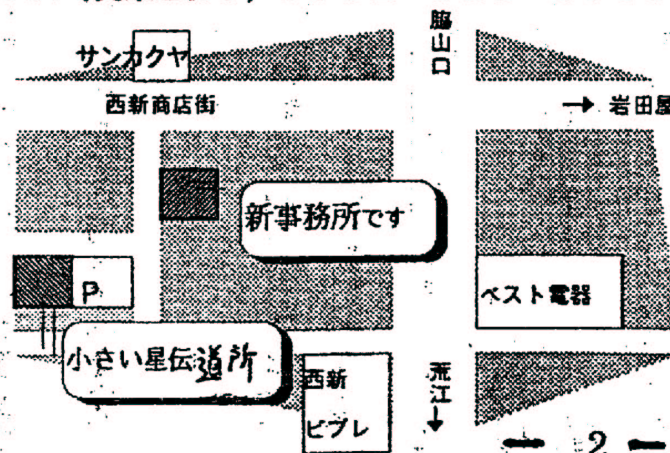 脇山口
サンカクヤ
西新商店街
→ 岩田屋
新事務所です
P
ベスト電器
小さい星伝道所
西新
ビブレ
荒江
↓
— 2 —